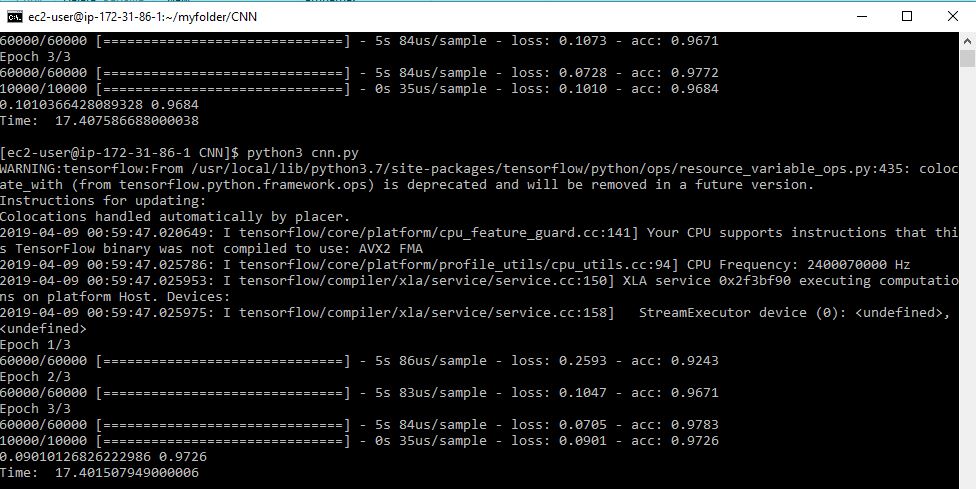 ec2-user@ip-172-31-86-1:~/myfolder/CNN
60000/60000 [==============================] - 5s 84us/sample - loss: 0.1073 - acc: 0.9671
Epoch 3/3
60000/60000 [==============================] - 5s 84us/sample - loss: 0.0728 - acc: 0.9772
10000/10000 [==============================] - 0s 35us/sample - loss: 0.1010 - acc: 0.9684
0.1010366428089328 0.9684
Time:  17.407586688000038
[ec2-user@ip-172-31-86-1 CNN]$ python3 cnn.py
WARNING:tensorflow:From /usr/local/lib/python3.7/site-packages/tensorflow/python/ops/resource_variable_ops.py:435: coloc
ate_with (from tensorflow.python.framework.ops) is deprecated and will be removed in a future version.
Instructions for updating:
Colocations handled automatically by placer.
2019-04-09 00:59:47.020649: I tensorflow/core/platform/cpu_feature_guard.cc:141] Your CPU supports instructions that thi
s TensorFlow binary was not compiled to use: AVX2 FMA
2019-04-09 00:59:47.025786: I tensorflow/core/platform/profile_utils/cpu_utils.cc:94] CPU Frequency: 2400070000 Hz
2019-04-09 00:59:47.025953: I tensorflow/compiler/xla/service/service.cc:150] XLA service 0x2f3bf90 executing computatio
ns on platform Host. Devices:
2019-04-09 00:59:47.025975: I tensorflow/compiler/xla/service/service.cc:158]   StreamExecutor device (0): <undefined>,
<undefined>
Epoch 1/3
60000/60000 [==============================] - 5s 86us/sample - loss: 0.2593 - acc: 0.9243
Epoch 2/3
60000/60000 [==============================] - 5s 83us/sample - loss: 0.1047 - acc: 0.9671
Epoch 3/3
60000/60000 [==============================] - 5s 84us/sample - loss: 0.0705 - acc: 0.9783
10000/10000 [==============================] - 0s 35us/sample - loss: 0.0901 - acc: 0.9726
0.09010126826222986 0.9726
Time:  17.401507949000006